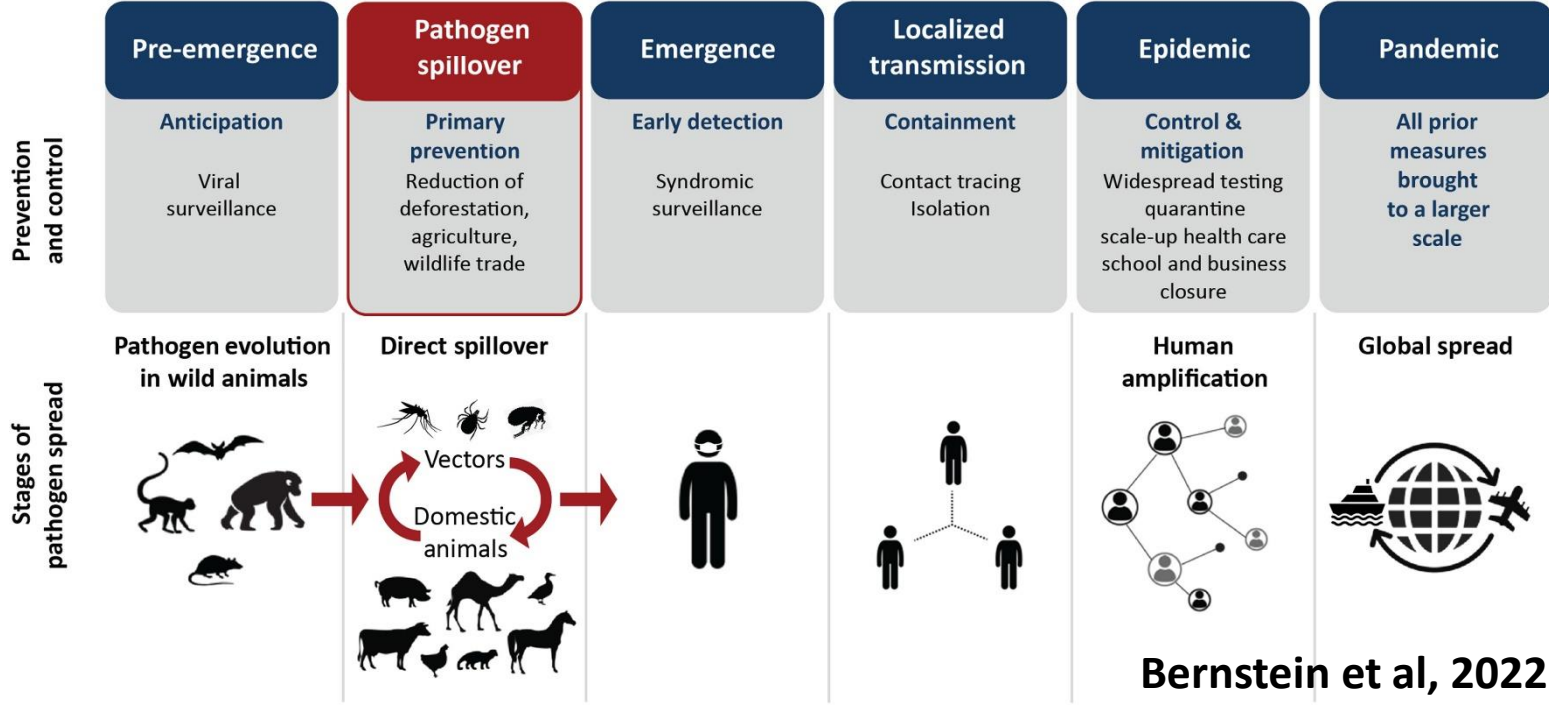 Pre-emergence
Pathogen
spillover
Emergence
Localized
transmission
Epidemic
Pandemic
Prevention
and control
Anticipation
Viral
surveillance
Primary
prevention
Reduction of
deforestation,
agriculture,
wildlife trade
Early detection
Syndromic
surveillance
Containment
Contact tracing
Isolation
Control &
mitigation
Widespread testing
quarantine
scale-up health care
school and business
closure
All prior
measures
brought
to a larger
scale
Stages of
pathogen spread
Pathogen evolution
in wild animals
Direct spillover
Vectors
Domestic
animals
Human
amplification
Global spread
Bernstein et al, 2022